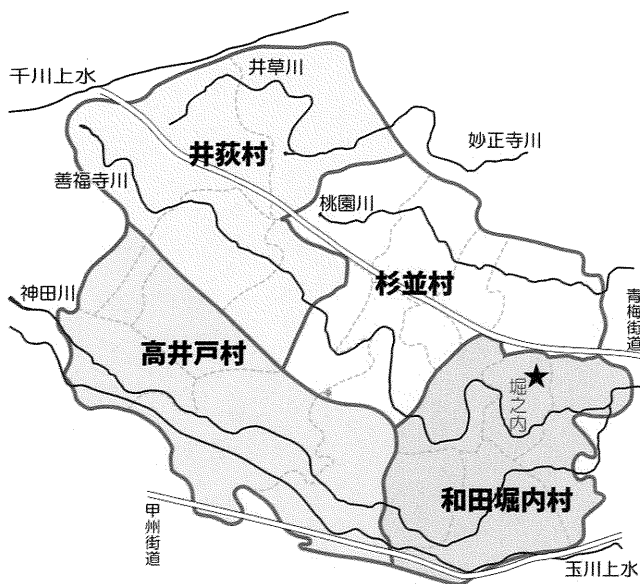 千川上水
井草川
妙正寺川
井荻村
善福寺川
桃園川
神田川
杉並村
青梅街道
高井戸村
堀之内
和田堀内村
甲州街道
玉川上水